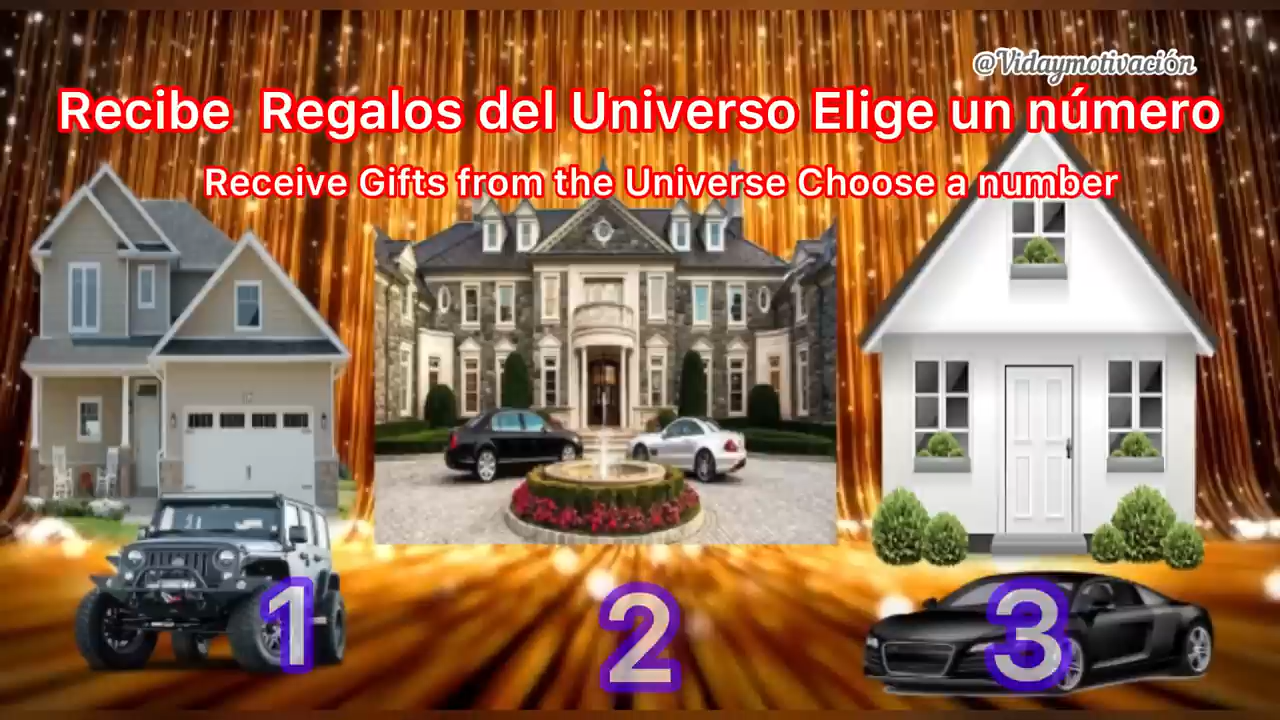 @Vidaymotivación
Recibe Regalos del Universo Elige un número
Receive Gifts from the Universe Choose a number
1 2 3